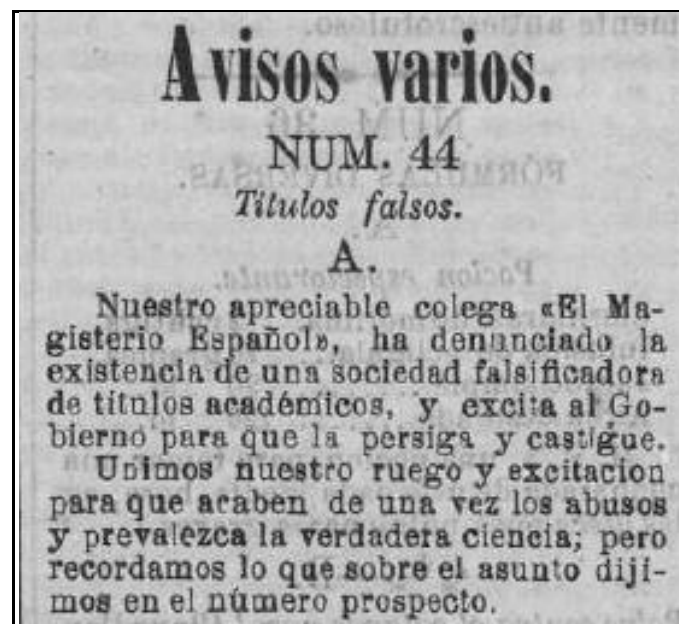 Avisos varios.
NUM. 44
Titulos falsos.
A.
Nuestro apreciable colega «El Ma-
gisterio Español», ha denunciado la
existencia de una sociedad falsificadora
de titulos académicos, y excita al Go-
bierno para que la persiga y castigue.
Unimos nuestro ruego y excitacion
para que acaben de una vez los abusos
y prevalezca la verdadera ciencia; pero
recordamos lo que sobre el asunto diji-
mos en el número prospecto.